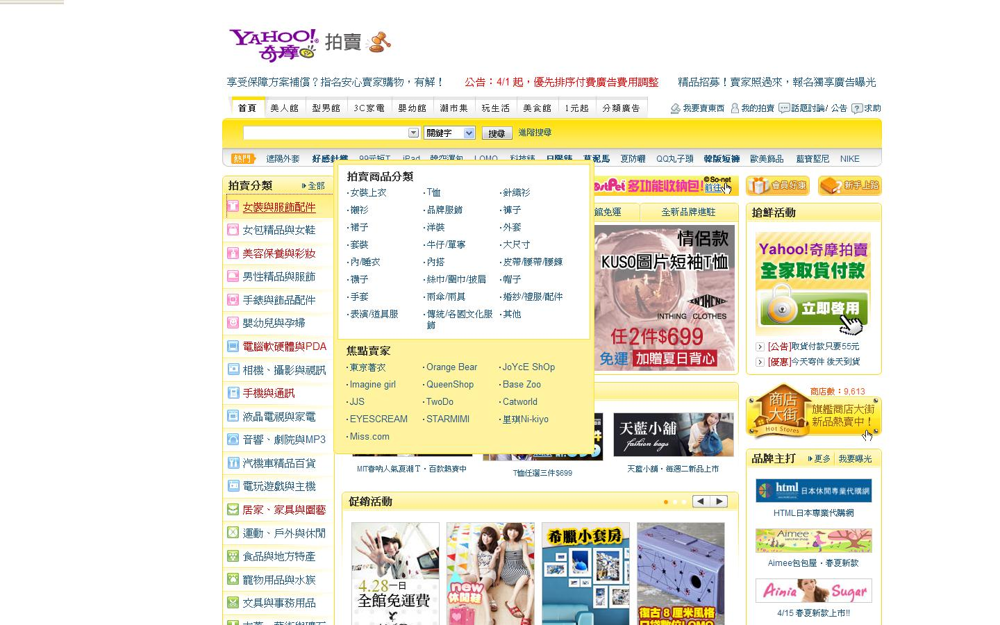 YAHOO!奇摩 拍賣
享受保障方案補償？指名安心賣家購物，有解！ 公告：4/1 起，優先排序付費廣告費用調整 精品招募！賣家照過來，報名獨享廣告曝光
首頁 美人館 型男館 3C家電 嬰幼館 潮市集 玩生活 美食館 1元起 分類廣告 我要賣東西 我的拍賣 話題討論/ 公告 求助
關鍵字 搜尋 進階搜尋
熱門 遮陽外套 好感針織 99元短T iPad 韓空運包 LOMO 科技錶 日限錶 草泥馬 夏防曬 QQ丸子頭 韓版短褲 歐美飾品 藍寶堅尼 NIKE
拍賣分類 全部
女裝與服飾配件
女包精品與女鞋
美容保養與彩妝
男性精品與服飾
手錶與飾品配件
嬰幼兒與孕婦
電腦軟硬體與PDA
相機、攝影與視訊
手機與通訊
液晶電視與家電
音響、劇院與MP3
汽機車精品百貨
電玩遊戲與主機
居家、家具與園藝
運動、戶外與休閒
食品與地方特產
寵物用品與水族
文具與事務用品
拍賣商品分類
女裝上衣 T恤 針織衫
襯衫 品牌服飾 褲子
裙子 洋裝 外套
套裝 牛仔/單寧 大尺寸
內/睡衣 內搭 皮帶/腰帶/腰鍊
襪子 絲巾/圍巾/披肩 帽子
手套 雨傘/雨具 婚紗/禮服/配件
表演/道具服 傳統/各國文化服飾 其他
焦點賣家
東京著衣 Orange Bear JoYcE ShOp
Imagine girl QueenShop Base Zoo
JJS TwoDo Catworld
EYESCREAM STARMIMI 星琪Ni-kiyo
Miss.com
ostPet 多功能收納包! ©So-net 前往
館免運 全新品牌進駐
情侶款
KUSO圖片短袖T恤
INTHING CLOTHES
任2件$699
免運 加贈夏日背心
天藍小舖
fashion bags
MIT春吶人氣夏潮T‧百款熱賣中 T恤任選三件$699 天藍小舖‧每週二新品上市
促銷活動
4.28一日
全館免運費
new
休閒鞋
希臘小套房
復古8厘米風格
會員好康 新手上路
搶鮮活動
Yahoo!奇摩拍賣
全家取貨付款
立即啓用
[公告]取貨付款只要55元
[優惠]今天寄件 後天到貨
商店數：9,613
商店
大街
Hot Stores
旗艦商店大街
新品熱賣中！
品牌主打 更多 我要曝光
html 日本休閒專業代購網
HTML日本專業代購網
Aimee
Aimee包包屋‧春夏新款
Ainia Sugar
4/15 春夏新款上市!!